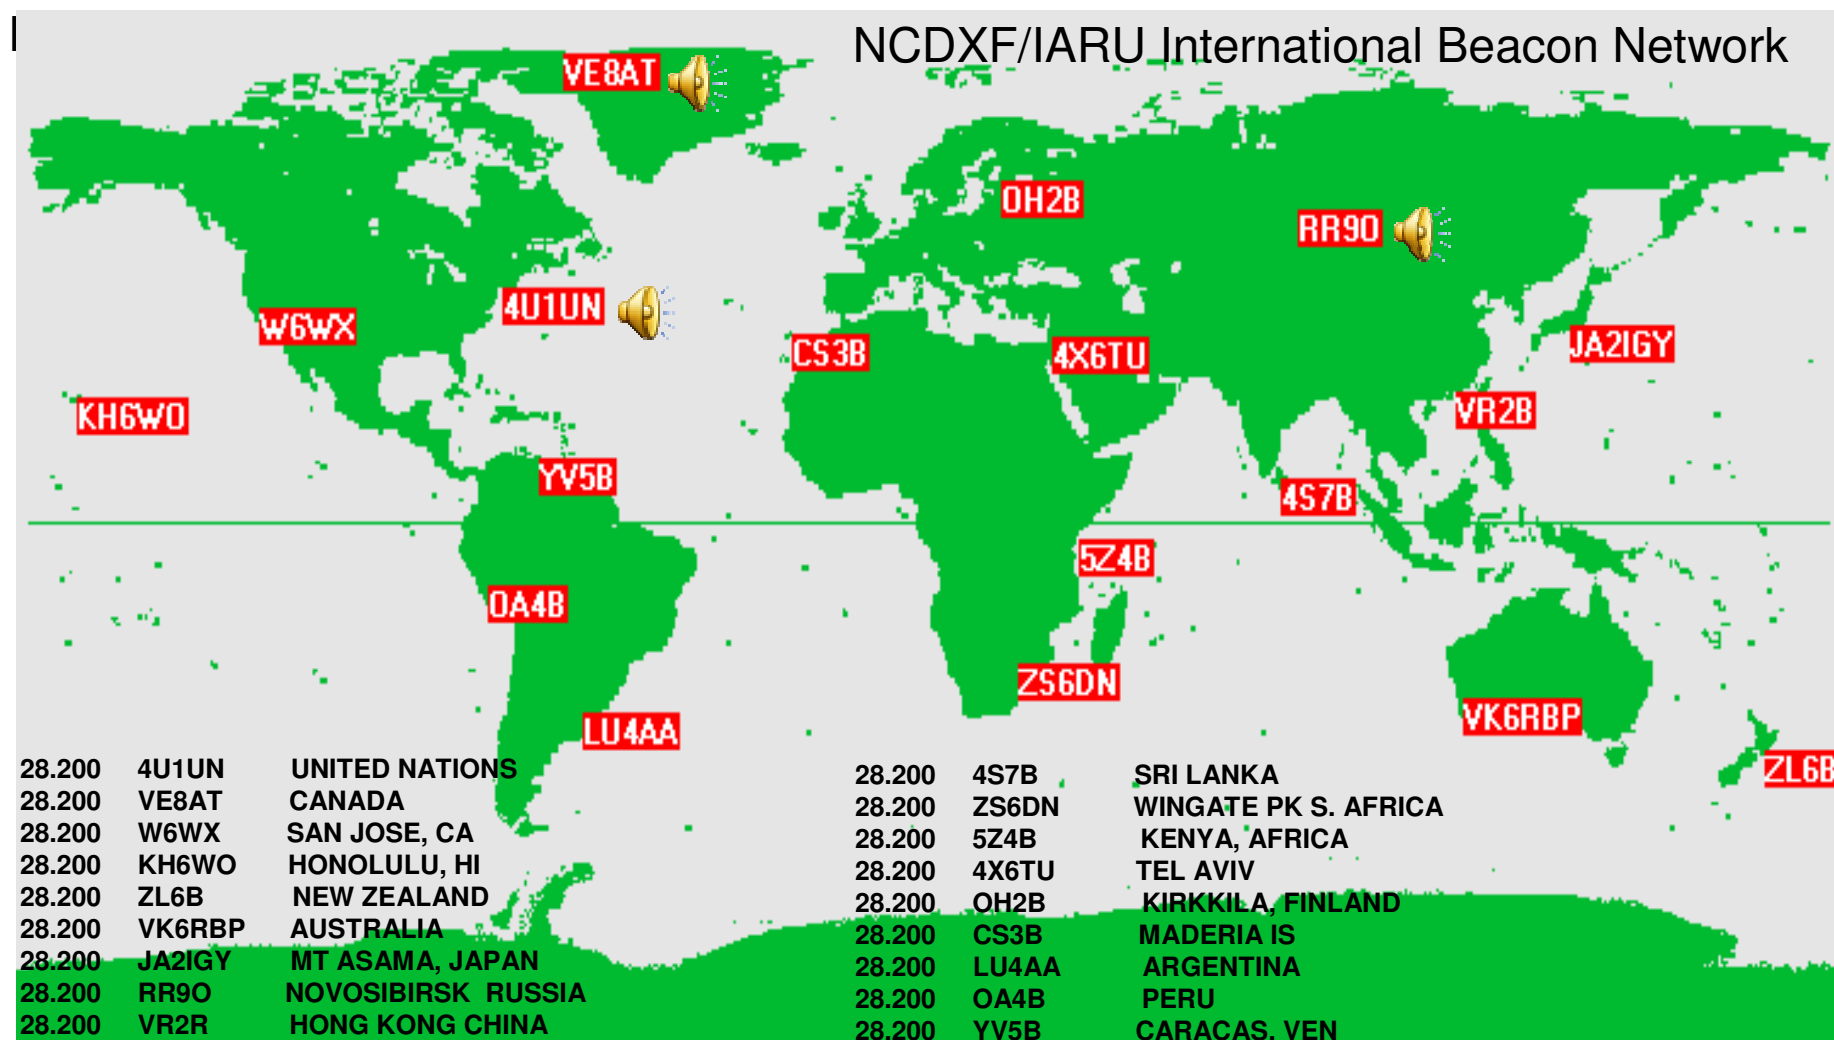 NCDXF/IARU International Beacon Network
VE8AT
OH2B
RR9O
4U1UN
W6WX
CS3B
4X6TU
JA2IGY
KH6WO
VR2B
YV5B
4S7B
5Z4B
OA4B
ZS6DN
LU4AA
VK6RBP
ZL6B
28.200 4U1UN UNITED NATIONS
28.200 VE8AT CANADA
28.200 W6WX SAN JOSE, CA
28.200 KH6WO HONOLULU, HI
28.200 ZL6B NEW ZEALAND
28.200 VK6RBP AUSTRALIA
28.200 JA2IGY MT ASAMA, JAPAN
28.200 RR9O NOVOSIBIRSK RUSSIA
28.200 VR2R HONG KONG CHINA
28.200 4S7B SRI LANKA
28.200 ZS6DN WINGATE PK S. AFRICA
28.200 5Z4B KENYA, AFRICA
28.200 4X6TU TEL AVIV
28.200 OH2B KIRKKILA, FINLAND
28.200 CS3B MADERIA IS
28.200 LU4AA ARGENTINA
28.200 OA4B PERU
28.200 YV5B CARACAS, VEN